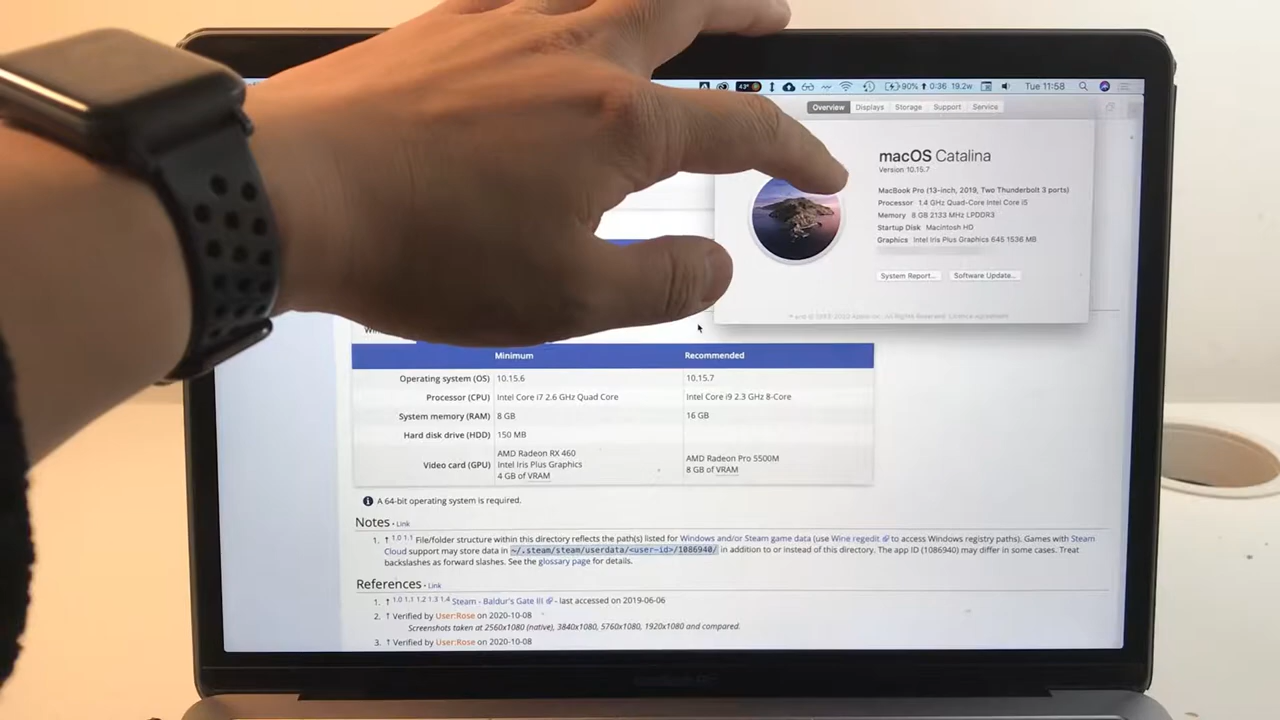 43°
90%
0:36
19.2w
Tue 11:58
Overview
Displays
Storage
Support
Service
macOS Catalina
Version 10.15.7
MacBook Pro (13-inch, 2019, Two Thunderbolt 3 ports)
Processor 1.4 GHz Quad-Core Intel Core i5
Memory 8 GB 2133 MHz LPDDR3
Startup Disk Macintosh HD
Graphics Intel Iris Plus Graphics 645 1536 MB
System Report...
Software Update...
Minimum Recommended
Operating system (OS) 10.15.6 10.15.7
Processor (CPU) Intel Core i7 2.6 GHz Quad Core Intel Core i9 2.3 GHz 8-Core
System memory (RAM) 8 GB 16 GB
Hard disk drive (HDD) 150 MB
Video card (GPU) AMD Radeon RX 460
Intel Iris Plus Graphics
4 GB of VRAM
AMD Radeon Pro 5500M
8 GB of VRAM
A 64-bit operating system is required.
Notes • Link
1. ↑ 1.0 1.1 File/folder structure within this directory reflects the path(s) listed for Windows and/or Steam game data (use Wine regedit to access Windows registry paths). Games with Steam
Cloud support may store data in ~/.steam/steam/userdata/<user-id>/1086940/ in addition to or instead of this directory. The app ID (1086940) may differ in some cases. Treat
backslashes as forward slashes. See the glossary page for details.
References • Link
1. ↑ 1.0 1.1 1.2 1.3 1.4 Steam - Baldur's Gate III - last accessed on 2019-06-06
2. ↑ Verified by User:Rose on 2020-10-08
Screenshots taken at 2560x1080 (native), 3840x1080, 5760x1080, 1920x1080 and compared.
3. ↑ Verified by User:Rose on 2020-10-08